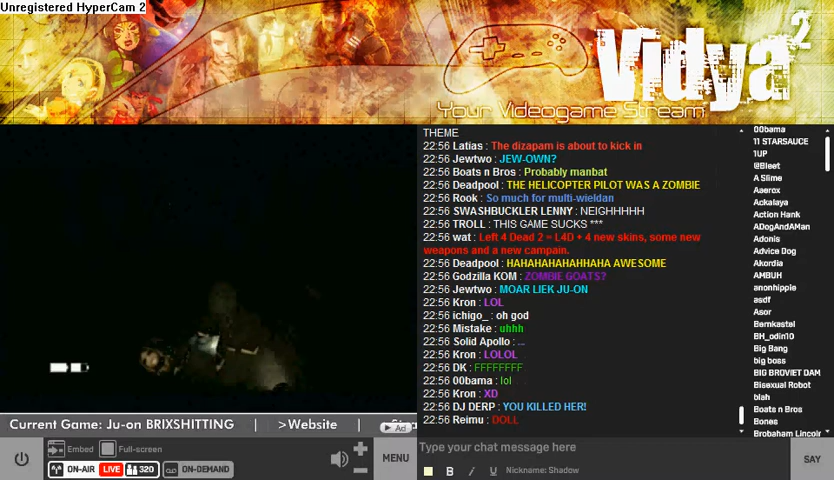 Unregistered HyperCam 2
Vidya²
Your Videogame Stream
THEME
22:56 Latias : The dizapam is about to kick in
22:56 Jewtwo : JEW-OWN?
22:56 Boats n Bros : Probably manbat
22:56 Deadpool : THE HELICOPTER PILOT WAS A ZOMBIE
22:56 Rook : So much for multi-wieldan
22:56 SWASHBUCKLER LENNY : NEIGHHHHH
22:56 TROLL : THIS GAME SUCKS ***
22:56 wat : Left 4 Dead 2 = L4D + 4 new skins, some new
weapons and a new campain.
22:56 Deadpool : HAHAHAHAHHAHA AWESOME
22:56 Godzilla KOM : ZOMBIE GOATS?
22:56 Jewtwo : MOAR LIEK JU-ON
22:56 Kron : LOL
22:56 ichigo_ : oh god
22:56 Mistake : uhhh
22:56 Solid Apollo : ...
22:56 Kron : LOLOL
22:56 DK : FFFFFFFF
22:56 00bama : lol
22:56 Kron : XD
22:56 DJ DERP : YOU KILLED HER!
22:56 Reimu : DOLL
00bama
11 STARSAUCE
1UP
@Bleet
A Slime
Aaerox
Ackalaya
Action Hank
ADogAndAMan
Adonis
Advice Dog
Akordia
AMBUH
anonhippie
asdf
Asor
Bernkastel
BH_odin10
Big Bang
big boss
BIG BROVIET DAM
Bisexual Robot
blah
Boats n Bros
Bones
Brobaham Lincoln
Current Game: Ju-on BRIXSHITTING | >Website |
Ad
Embed
Full-screen
ON-AIR LIVE 320
ON-DEMAND
MENU
Type your chat message here
B I U Nickname: Shadow
SAY